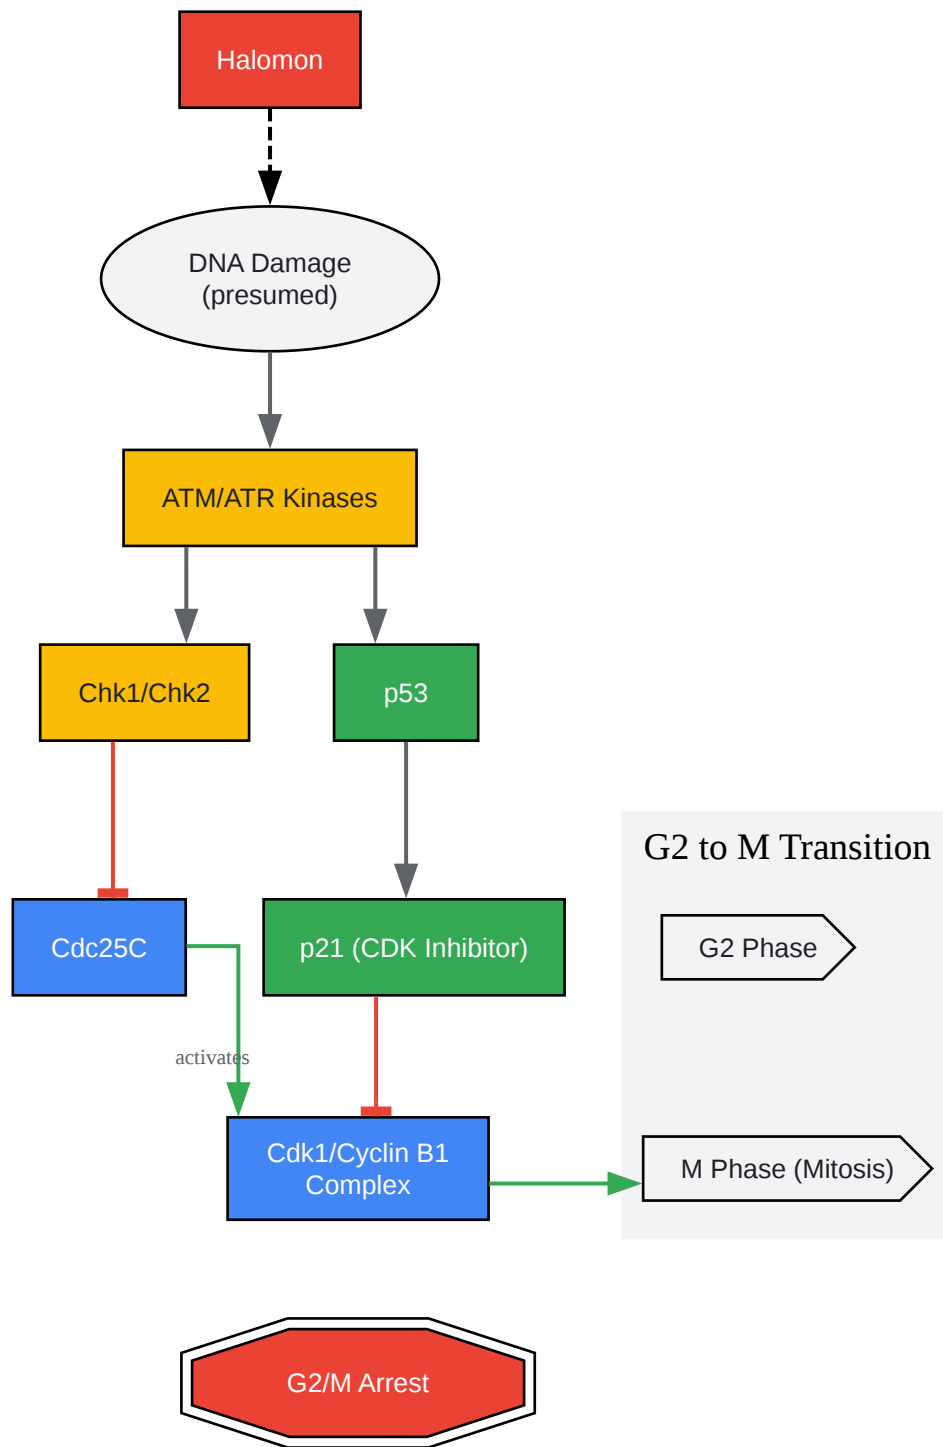 Halomon
DNA Damage
(presumed)
ATM/ATR Kinases
Chk1/Chk2
p53
G2 to M Transition
Cdc25C
p21 (CDK Inhibitor)
G2 Phase
activates
Cdk1/Cyclin B1
Complex
M Phase (Mitosis)
G2/M Arrest